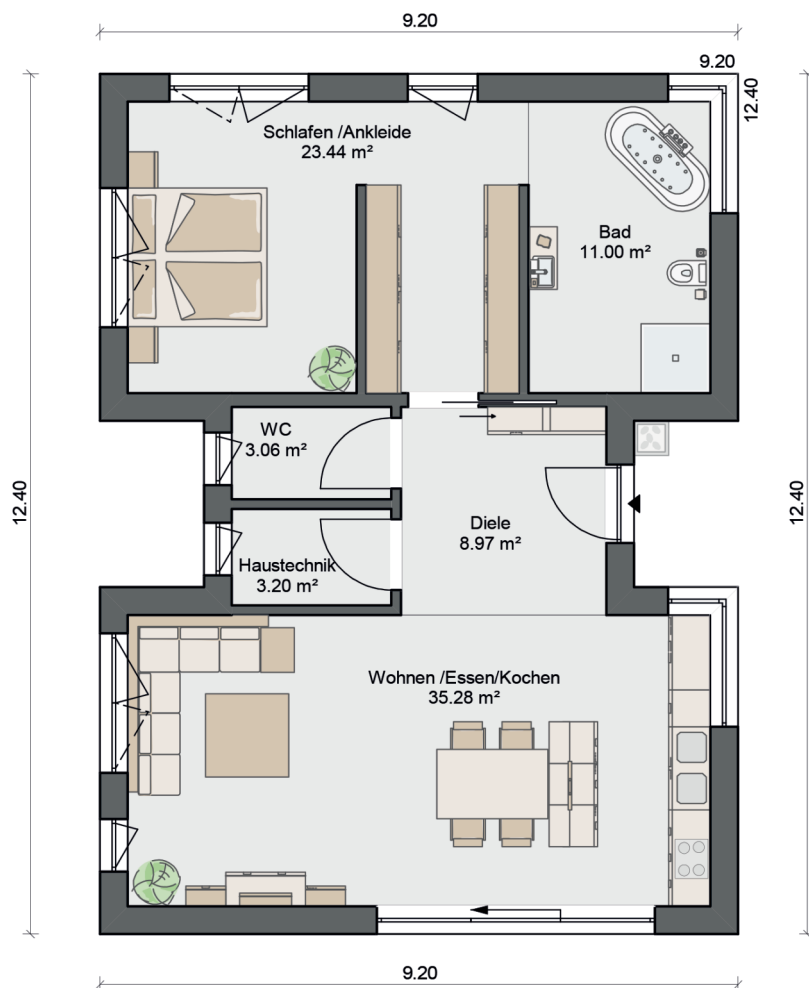 9.20
9.20
12.40
Schlafen /Ankleide
23.44 m²
Bad
11.00 m²
WC
3.06 m²
12.40
12.40
Diele
8.97 m²
Haustechnik
3.20 m²
Wohnen /Essen/Kochen
35.28 m²
9.20